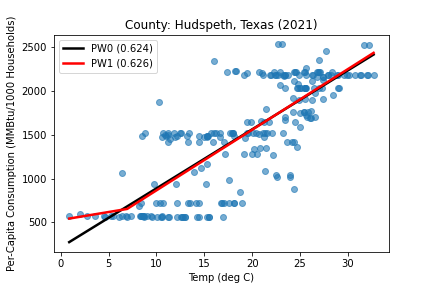 County: Hudspeth, Texas (2021)
PW0 (0.624)
PW1 (0.626)
Per-Capita Consumption (MMBtu/1000 Households)
2500
2000
1500
1000
500
0
5
10
15
20
25
30
Temp (deg C)